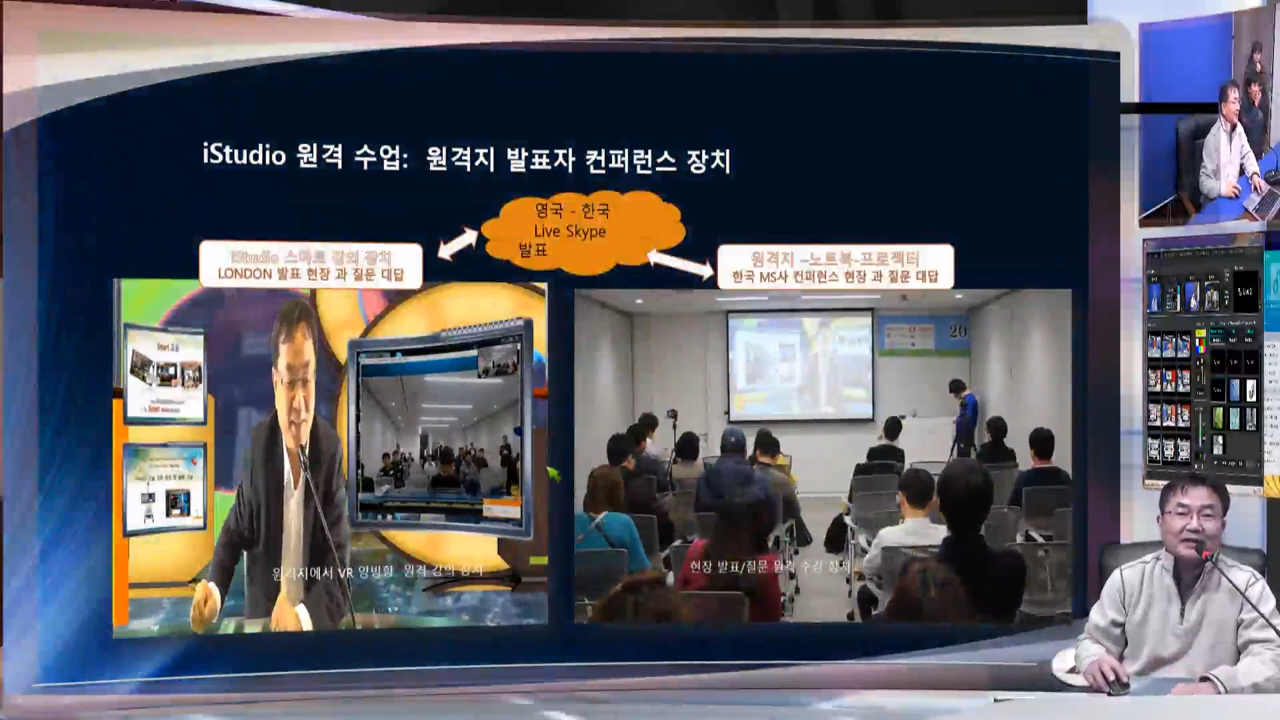 iStudio 원격 수업: 원격지 발표자 컨퍼런스 장치
영국 - 한국
Live Skype
발표
iStudio 스마트 강의 장치
LONDON 발표 현장 과 질문 대답
원격지 –노트북-프로젝터
한국 MS사 컨퍼런스 현장 과 질문 대답
Smart 교실
20
원격지에서 VR 양방향 원격 강의 장치
현장 발표/질문 원격 수강 장치